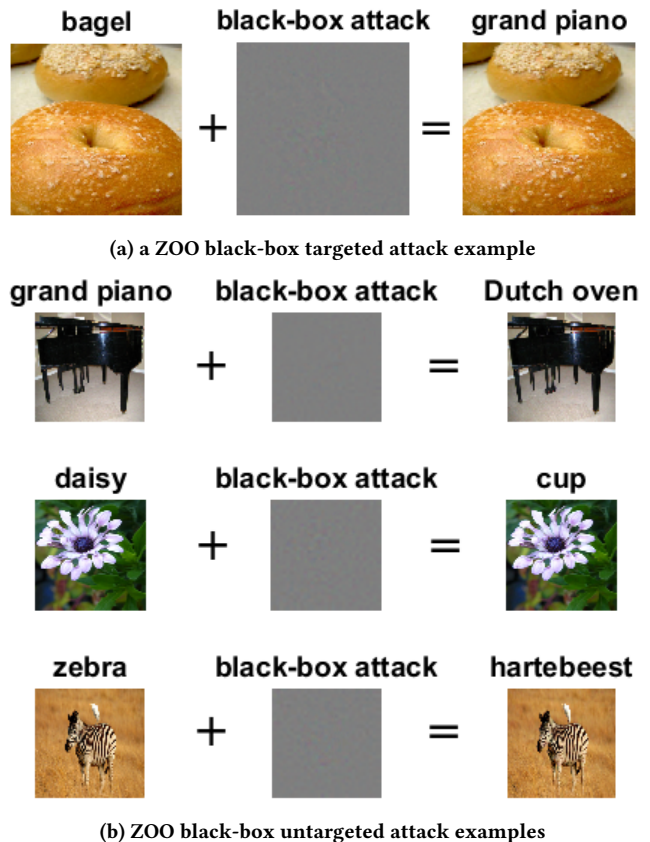 bagel black-box attack grand piano
+ =
(a) a ZOO black-box targeted attack example
grand piano black-box attack Dutch oven
+ =
daisy black-box attack cup
+ =
zebra black-box attack hartebeest
+ =
(b) ZOO black-box untargeted attack examples